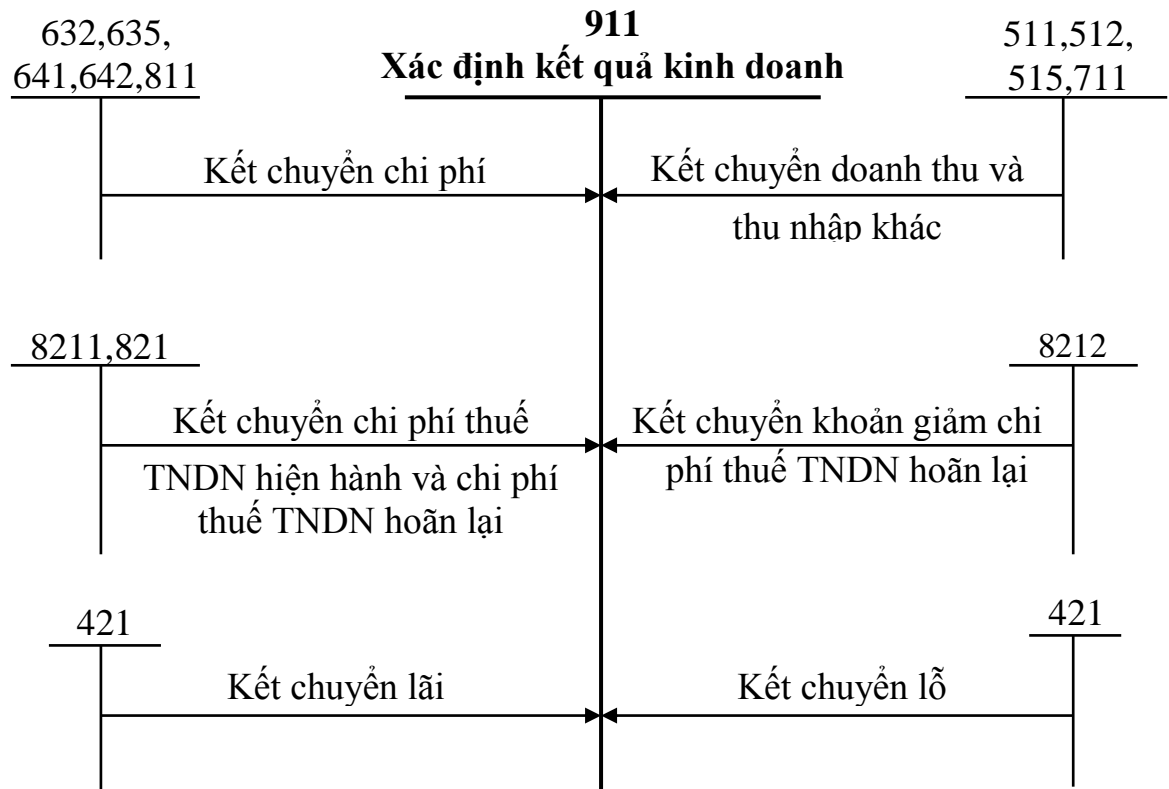 632,635,
641,642,811
911
Xác định kết quả kinh doanh
511,512,
515,711
Kết chuyển chi phí
Kết chuyển doanh thu và
thu nhập khác
8211,821
8212
Kết chuyển chi phí thuế
TNDN hiện hành và chi phí
thuế TNDN hoãn lại
Kết chuyển khoản giảm chi
phí thuế TNDN hoãn lại
421
421
Kết chuyển lãi
Kết chuyển lỗ